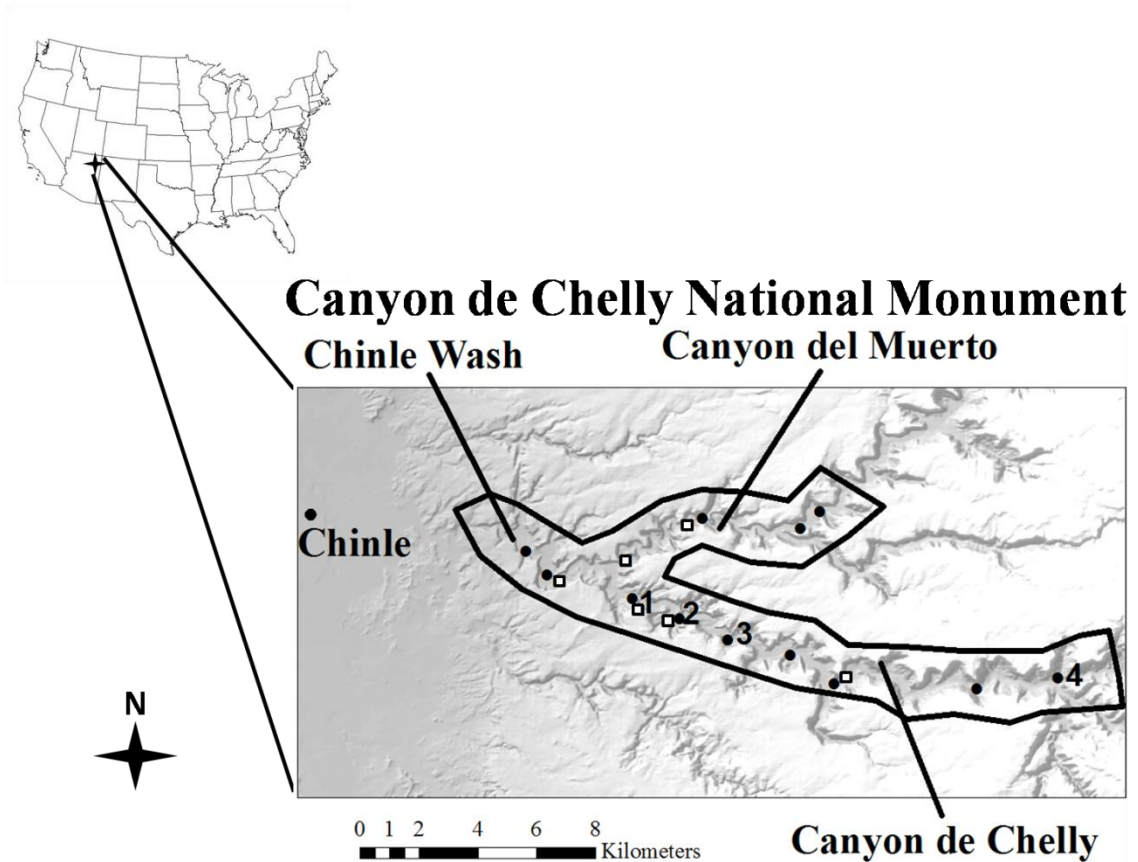 Canyon de Chelly National Monument
Chinle Wash
Canyon del Muerto
Chinle
1
2
3
4
N
0 1 2 4 6 8
Kilometers
Canyon de Chelly